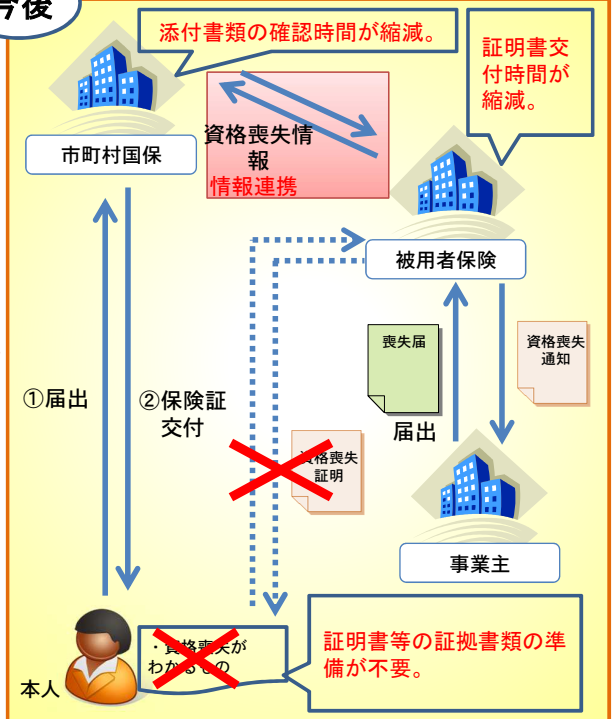 今後
添付書類の確認時間が縮減。
証明書交
付時間が
縮減。
資格喪失情
報
情報連携
市町村国保
被用者保険
喪失届
資格喪失
通知
①届出
②保険証
交付
届出
資格喪失
証明
事業主
・資格喪失が
わかるもの
証明書等の証拠書類の準
備が不要。
本人